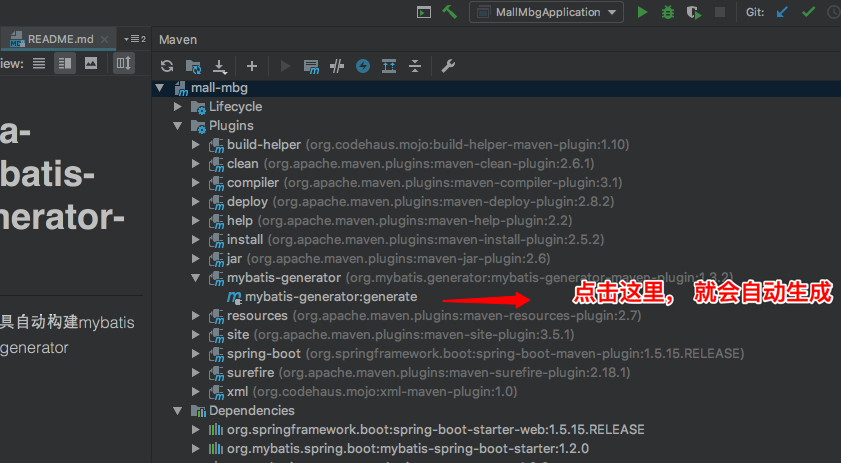 MallMbgApplication
Git:
README.md
2
Maven
iew:
mall-mbg
Lifecycle
Plugins
build-helper (org.codehaus.mojo:build-helper-maven-plugin:1.10)
clean (org.apache.maven.plugins:maven-clean-plugin:2.6.1)
compiler (org.apache.maven.plugins:maven-compiler-plugin:3.1)
deploy (org.apache.maven.plugins:maven-deploy-plugin:2.8.2)
help (org.apache.maven.plugins:maven-help-plugin:2.2)
install (org.apache.maven.plugins:maven-install-plugin:2.5.2)
jar (org.apache.maven.plugins:maven-jar-plugin:2.6)
mybatis-generator (org.mybatis.generator:mybatis-generator-maven-plugin:1.3.2)
mybatis-generator:generate
点击这里， 就会自动生成
resources (org.apache.maven.plugins:maven-resources-plugin:2.7)
site (org.apache.maven.plugins:maven-site-plugin:3.5.1)
spring-boot (org.springframework.boot:spring-boot-maven-plugin:1.5.15.RELEASE)
surefire (org.apache.maven.plugins:maven-surefire-plugin:2.18.1)
xml (org.codehaus.mojo:xml-maven-plugin:1.0)
Dependencies
org.springframework.boot:spring-boot-starter-web:1.5.15.RELEASE
org.mybatis.spring.boot:mybatis-spring-boot-starter:1.2.0
a-
batis-
nerator-
具自动构建mybatis
generator